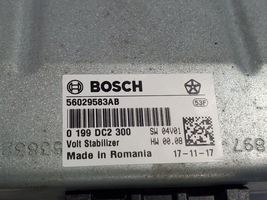 BOSCH
56029583AB
53F
0 199 DC2 300
SW 04V01
Volt Stabilizer
HW 00.08
Made in Romania
17-11-17